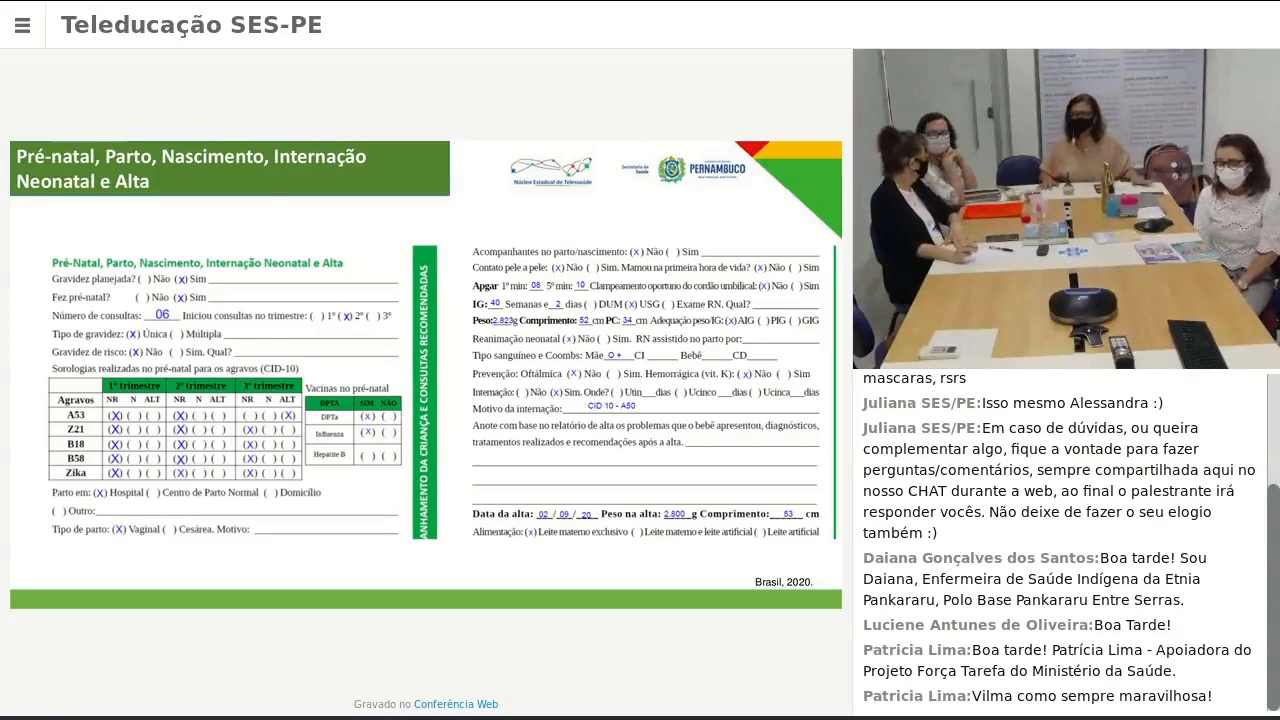 Teleducação SES-PE
Pré-natal, Parto, Nascimento, Internação
Neonatal e Alta
Núcleo Estadual de Telessaúde
Secretaria de
Saúde
PERNAMBUCO
Pré-Natal, Parto, Nascimento, Internação Neonatal e Alta
Gravidez planejada? ( ) Não (X) Sim
Fez pré-natal? ( ) Não (X) Sim
Número de consultas: 06 Iniciou consultas no trimestre: ( ) 1º (X) 2º ( ) 3º
Tipo de gravidez: (X) Única ( ) Múltipla
Gravidez de risco: (X) Não ( ) Sim. Qual?
Sorologias realizadas no pré-natal para os agravos (CID-10)
1º trimestre 2º trimestre 3º trimestre
Agravos NR N ALT NR N ALT NR N ALT
A53 (X) ( ) ( ) (X) ( ) ( ) ( ) ( ) (X)
Z21 (X) ( ) ( ) (X) ( ) ( ) (X) ( ) ( )
B18 (X) ( ) ( ) (X) ( ) ( ) (X) ( ) ( )
B58 (X) ( ) ( ) (X) ( ) ( ) (X) ( ) ( )
Zika (X) ( ) ( ) (X) ( ) ( ) (X) ( ) ( )
Vacinas no pré-natal
DPTA SIM NÃO
DPTa (X) ( )
Influenza (X) ( )
Hepatite B ( ) ( )
Parto em: (X) Hospital ( ) Centro de Parto Normal ( ) Domicílio
( ) Outro:
Tipo de parto: (X) Vaginal ( ) Cesárea. Motivo:
ANHAMENTO DA CRIANÇA E CONSULTAS RECOMENDADAS
Acompanhantes no parto/nascimento: (x) Não ( ) Sim
Contato pele a pele: (x) Não ( ) Sim. Mamou na primeira hora de vida? (x) Não ( ) Sim
Apgar 1º min: 08 5º min: 10 Clampeamento oportuno do cordão umbilical: (x) Não ( ) Sim
IG: 40 Semanas e 2 dias ( ) DUM (x) USG ( ) Exame RN. Qual?
Peso: 2.823g Comprimento: 52 cm PC: 34 cm Adequação peso/IG: (x) AIG ( ) PIG ( ) GIG
Reanimação neonatal (x) Não ( ) Sim. RN assistido no parto por:
Tipo sanguíneo e Coombs: Mãe O + CI Bebê CD
Prevenção: Oftálmica (x) Não ( ) Sim. Hemorrágica (vit. K): (x) Não ( ) Sim
Internação: ( ) Não (x) Sim. Onde? ( ) Utin dias ( ) Ucinco dias ( ) Ucinca dias
Motivo da internação: CID 10 - A50
Anote com base no relatório de alta os problemas que o bebê apresentou, diagnósticos,
tratamentos realizados e recomendações após a alta.
Data da alta: 02 / 09 / 20 Peso na alta: 2.800 g Comprimento: 53 cm
Alimentação: (x) Leite materno exclusivo ( ) Leite materno e leite artificial ( ) Leite artificial
Brasil, 2020.
Gravado no Conferência Web
mascaras, rsrs
Juliana SES/PE:Isso mesmo Alessandra :)
Juliana SES/PE:Em caso de dúvidas, ou queira
complementar algo, fique a vontade para fazer
perguntas/comentários, sempre compartilhada aqui no
nosso CHAT durante a web, ao final o palestrante irá
responder vocês. Não deixe de fazer o seu elogio
também :)
Daiana Gonçalves dos Santos:Boa tarde! Sou
Daiana, Enfermeira de Saúde Indígena da Etnia
Pankararu, Polo Base Pankararu Entre Serras.
Luciene Antunes de Oliveira:Boa Tarde!
Patricia Lima:Boa tarde! Patrícia Lima - Apoiadora do
Projeto Força Tarefa do Ministério da Saúde.
Patricia Lima:Vilma como sempre maravilhosa!